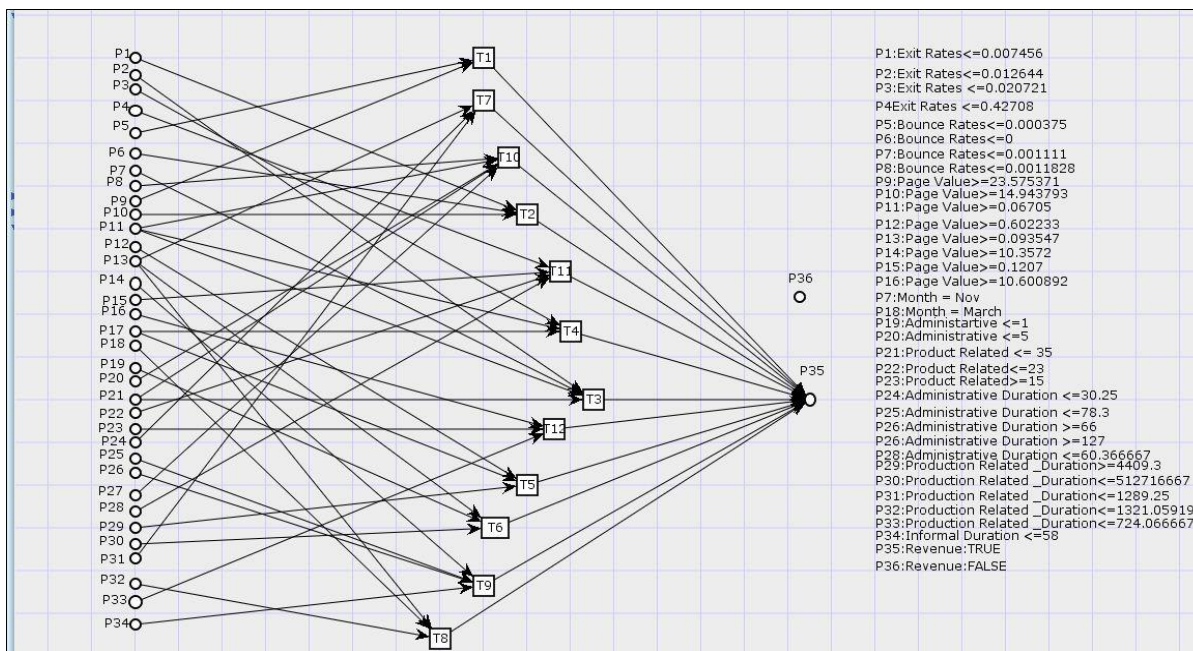 P1
P2
P3
P4
P5
P6
P7
P8
P9
P10
P11
P12
P13
P14
P15
P16
P17
P18
P19
P20
P21
P22
P23
P24
P25
P26
P27
P28
P29
P30
P31
P32
P33
P34
T1
T7
T10
T2
T11
T4
T3
T12
T5
T6
T9
T8
P36
P35
P1:Exit Rates<=0.007456
P2:Exit Rates<=0.012644
P3:Exit Rates <=0.020721
P4Exit Rates <=0.42708
P5:Bounce Rates<=0.000375
P6:Bounce Rates<=0
P7:Bounce Rates<=0.001111
P8:Bounce Rates<=0.0011828
P9:Page Value>=23.575371
P10:Page Value>=14.943793
P11:Page Value>=0.06705
P12:Page Value>=0.602233
P13:Page Value>=0.093547
P14:Page Value>=10.3572
P15:Page Value>=0.1207
P16:Page Value>=10.600892
P7:Month = Nov
P18:Month = March
P19:Administartive <=1
P20:Administrative <=5
P21:Product Related <= 35
P22:Product Related<=23
P23:Product Related>=15
P24:Administrative Duration <=30.25
P25:Administrative Duration <=78.3
P26:Administrative Duration >=66
P26:Administrative Duration >=127
P28:Administrative Duration <=60.366667
P29:Production Related _Duration>=4409.3
P30:Production Related _Duration<=512716667
P31:Production Related _Duration<=1289.25
P32:Production Related _Duration<=1321.05919
P33:Production Related _Duration<=724.066667
P34:Informal Duration <=58
P35:Revenue:TRUE
P36:Revenue:FALSE